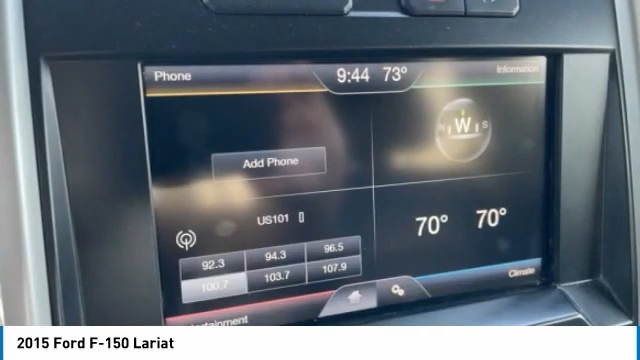 Phone
9:44 73°
Information
N W S
Add Phone
US101
70° 70°
92.3 94.3 96.5
100.7 103.7 107.9
Climate
2015 Ford F-150 Lariat